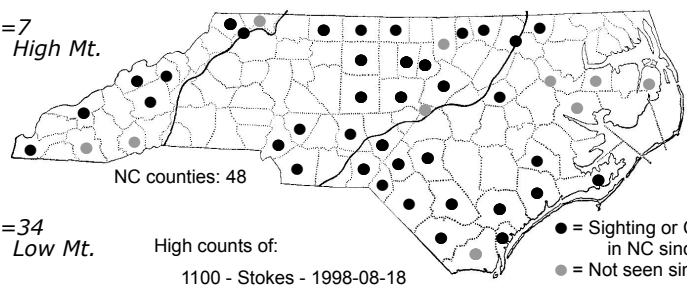 =7
High Mt.
NC counties: 48
=34
Low Mt.
High counts of:
1100 - Stokes - 1998-08-18
● = Sighting or
in NC sinc
● = Not seen sin